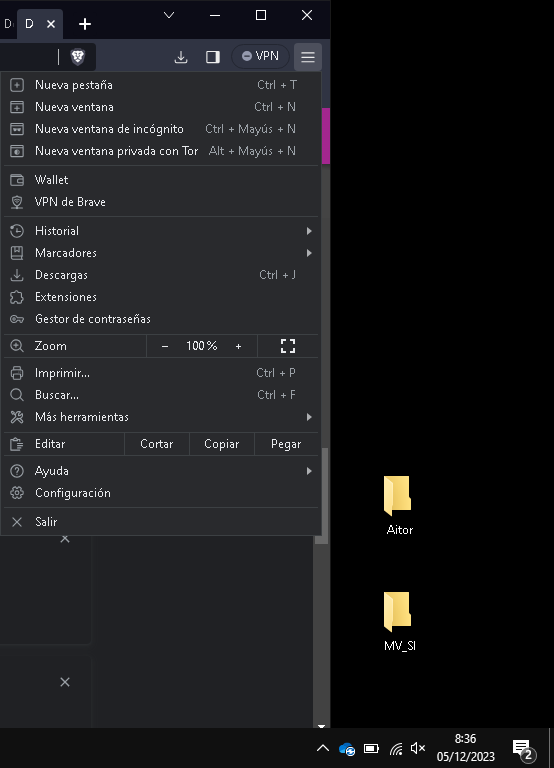 D
D
VPN
Nueva pestaña Ctrl + T
Nueva ventana Ctrl + N
Nueva ventana de incógnito Ctrl + Mayús + N
Nueva ventana privada con Tor Alt + Mayús + N
Wallet
VPN de Brave
Historial
Marcadores
Descargas Ctrl + J
Extensiones
Gestor de contraseñas
Zoom – 100% +
Imprimir... Ctrl + P
Buscar... Ctrl + F
Más herramientas
Editar Cortar Copiar Pegar
Ayuda
Configuración
Salir
Aitor
MV_SI
8:36
05/12/2023
2